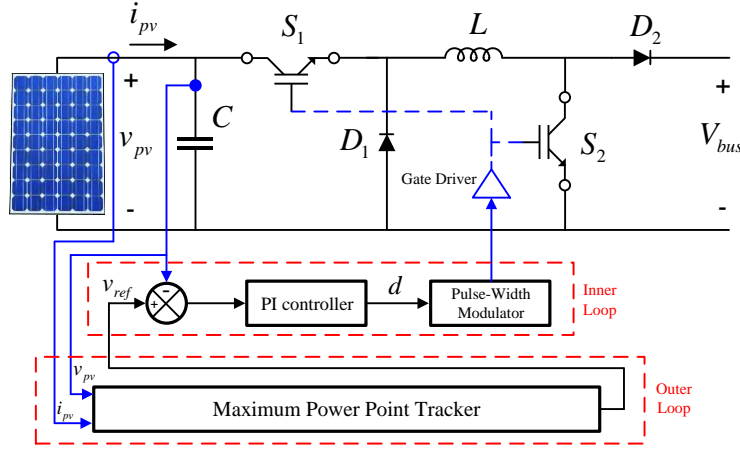 i_pv
S_1
L
D_2
+
+
v_pv
C
D_1
S_2
V_bus
Gate Driver
-
-
v_ref
-
+
PI controller
d
Pulse-Width
Modulator
Inner
Loop
v_pv
i_pv
Maximum Power Point Tracker
Outer
Loop